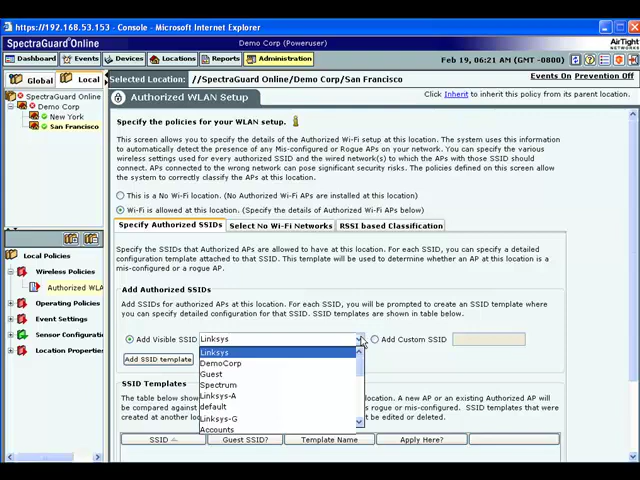 https://192.168.53.153 - Console - Microsoft Internet Explorer
SpectraGuard Online
Demo Corp (Poweruser)
AirTight NETWORKS
Dashboard Events Devices Locations Reports Administration
Feb 19, 06:21 AM (GMT -0800)
Global Local
Selected Location: //SpectraGuard Online/Demo Corp/San Francisco
Events On Prevention Off
SpectraGuard Online
Demo Corp
New York
San Francisco
Authorized WLAN Setup
Click Inherit to inherit this policy from its parent location.
Specify the policies for your WLAN setup.
This screen allows you to specify the details of the Authorized Wi-Fi setup at this location. The system uses this information
to automatically detect the presence of any Mis-configured or Rogue APs on your network. You can specify the various
wireless settings used for every authorized SSID and the wired network(s) to which the APs with those SSID should
connect. APs connected to the wrong network can pose significant security risks. The policies defined on this screen allow
the system to correctly classify the APs at this location.
This is a No Wi-Fi location. (No Authorized Wi-Fi APs are installed at this location)
Wi-Fi is allowed at this location. (Specify the details of Authorized Wi-Fi APs below)
Specify Authorized SSIDs Select No Wi-Fi Networks RSSI based Classification
Specify the SSIDs that Authorized APs are allowed to have at this location. For each SSID, you can specify a detailed
configuration template attached to that SSID. This template will be used to determine whether an AP at this location is a
mis-configured or a rogue AP.
Local Policies
Wireless Policies
Authorized WLA
Operating Policies
Event Settings
Sensor Configuration
Location Properties
Add Authorized SSIDs
Add SSIDs for authorized APs at this location. For each SSID, you will be prompted to create an SSID template where
you can specify detailed configuration for that SSID. SSID templates are shown in table below.
Add Visible SSID Linksys Add Custom SSID
Add SSID template
Linksys
DemoCorp
Guest
Spectrum
Linksys-A
default
Linksys-G
Accounts
SSID Templates
The table below show
location. A new AP or an existing Authorized AP will
be compared against
as rogue or mis-configured. SSID templates that were
created at another loc
be edited or deleted.
SSID Guest SSID? Template Name Apply Here?